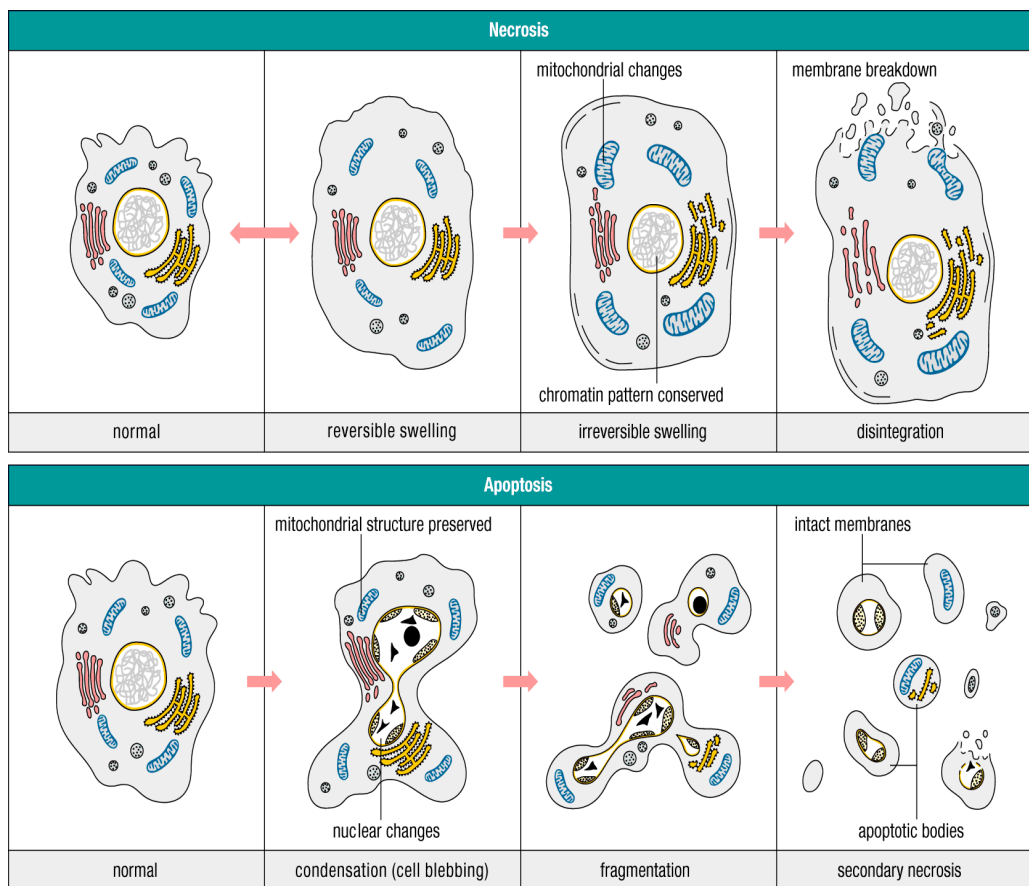 Necrosis
mitochondrial changes
membrane breakdown
chromatin pattern conserved
normal
reversible swelling
irreversible swelling
disintegration
Apoptosis
mitochondrial structure preserved
intact membranes
nuclear changes
apoptotic bodies
normal
condensation (cell blebbing)
fragmentation
secondary necrosis